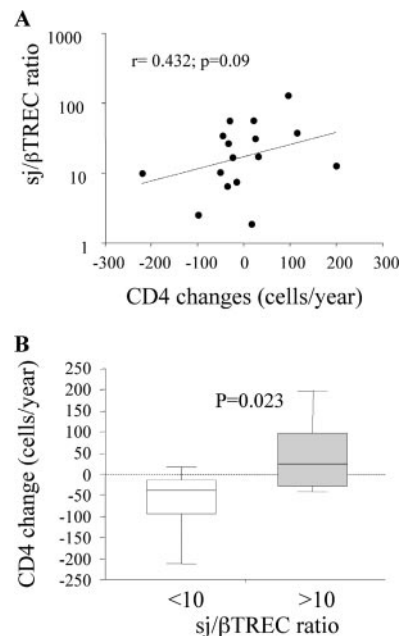 A
r= 0.432; p=0.09
sj/βTREC ratio
1000
100
10
1
-300 -200 -100 0 100 200 300
CD4 changes (cells/year)
B
P=0.023
CD4 change (cells/year)
250
200
150
100
50
0
-50
-100
-150
-200
-250
<10 >10
sj/βTREC ratio